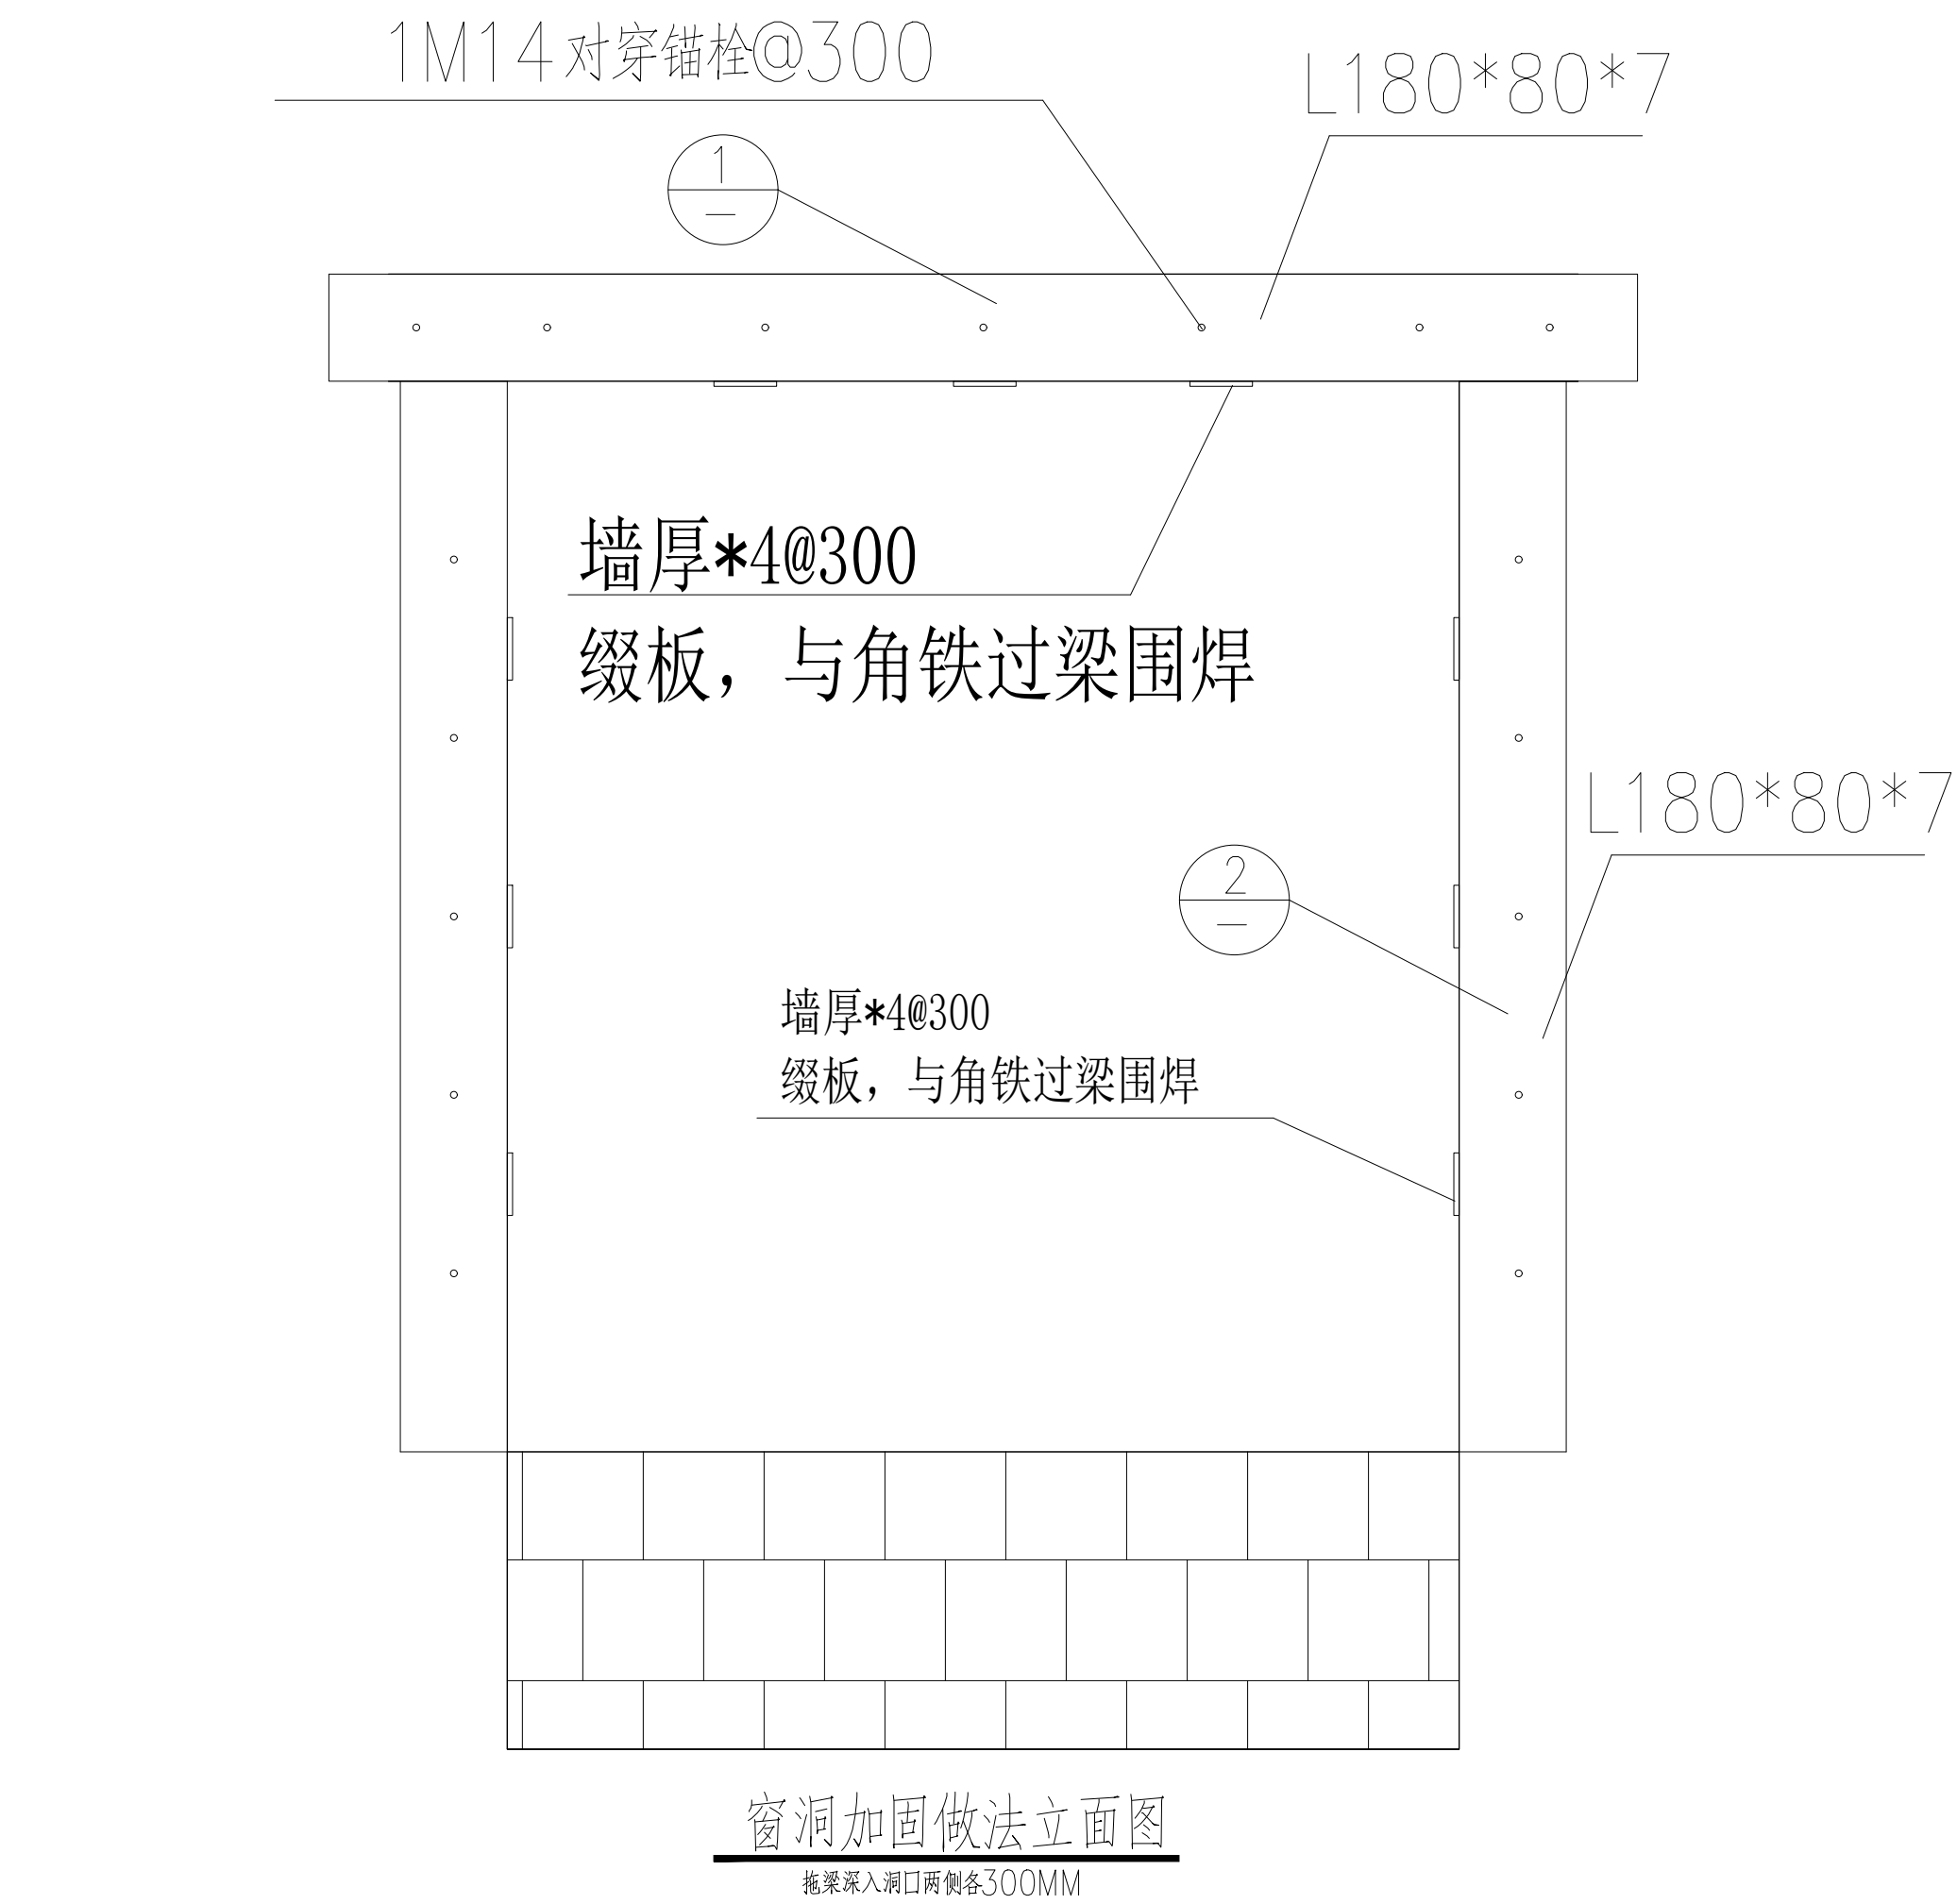 1M14对穿锚栓@300
L180*80*7
1
—
墙厚*4@300
缀板，与角铁过梁围焊
L180*80*7
2
—
墙厚*4@300
缀板，与角铁过梁围焊
窗洞加固做法立面图
拖梁深入洞口两侧各300MM